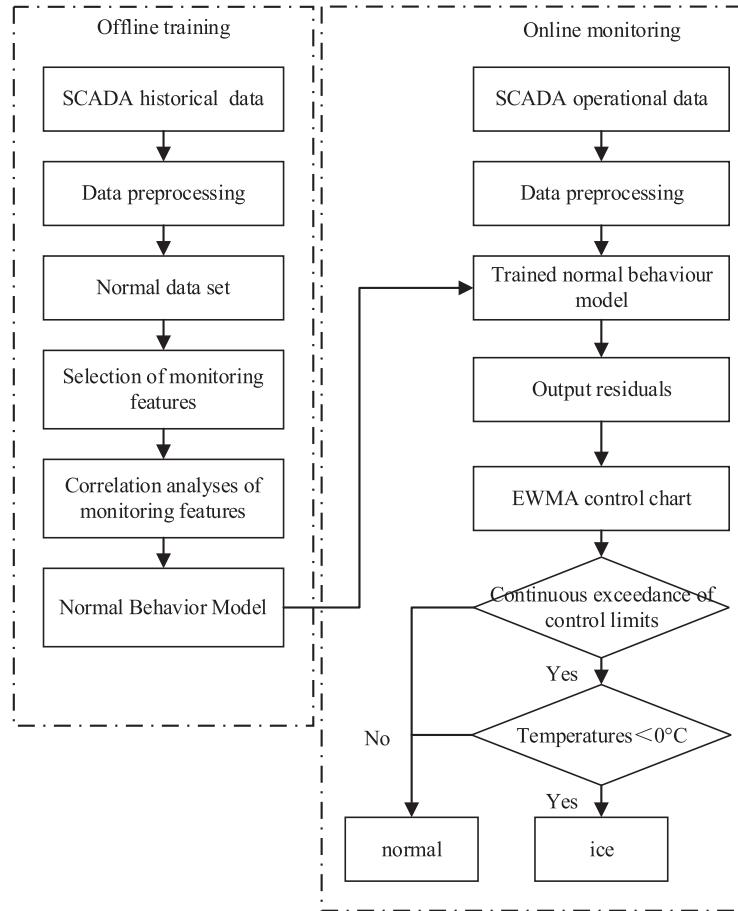 Offline training
SCADA historical data
Data preprocessing
Normal data set
Selection of monitoring
features
Correlation analyses of
monitoring features
Normal Behavior Model
Online monitoring
SCADA operational data
Data preprocessing
Trained normal behaviour
model
Output residuals
EWMA control chart
Continuous exceedance of
control limits
Yes
Temperatures＜0°C
No
Yes
normal
ice